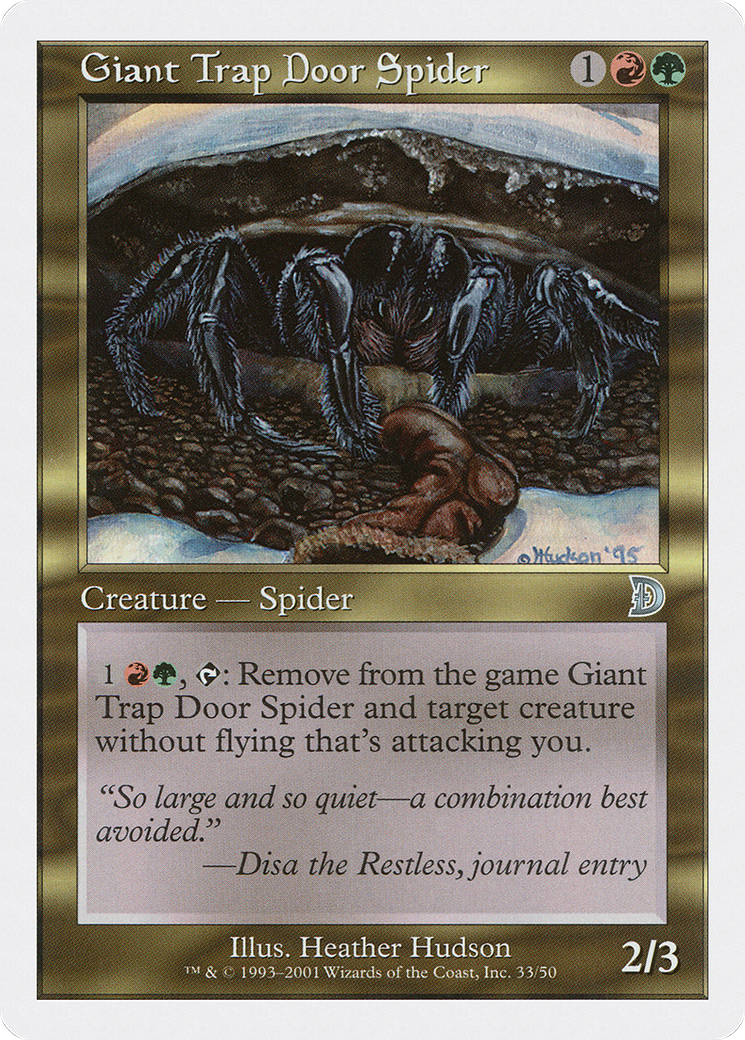 Giant Trap Door Spider 1
©HHudson '95
Creature — Spider
1 , : Remove from the game Giant
Trap Door Spider and target creature
without flying that's attacking you.
“So large and so quiet—a combination best
avoided.”
—Disa the Restless, journal entry
Illus. Heather Hudson
™ & © 1993–2001 Wizards of the Coast, Inc. 33/50
2/3